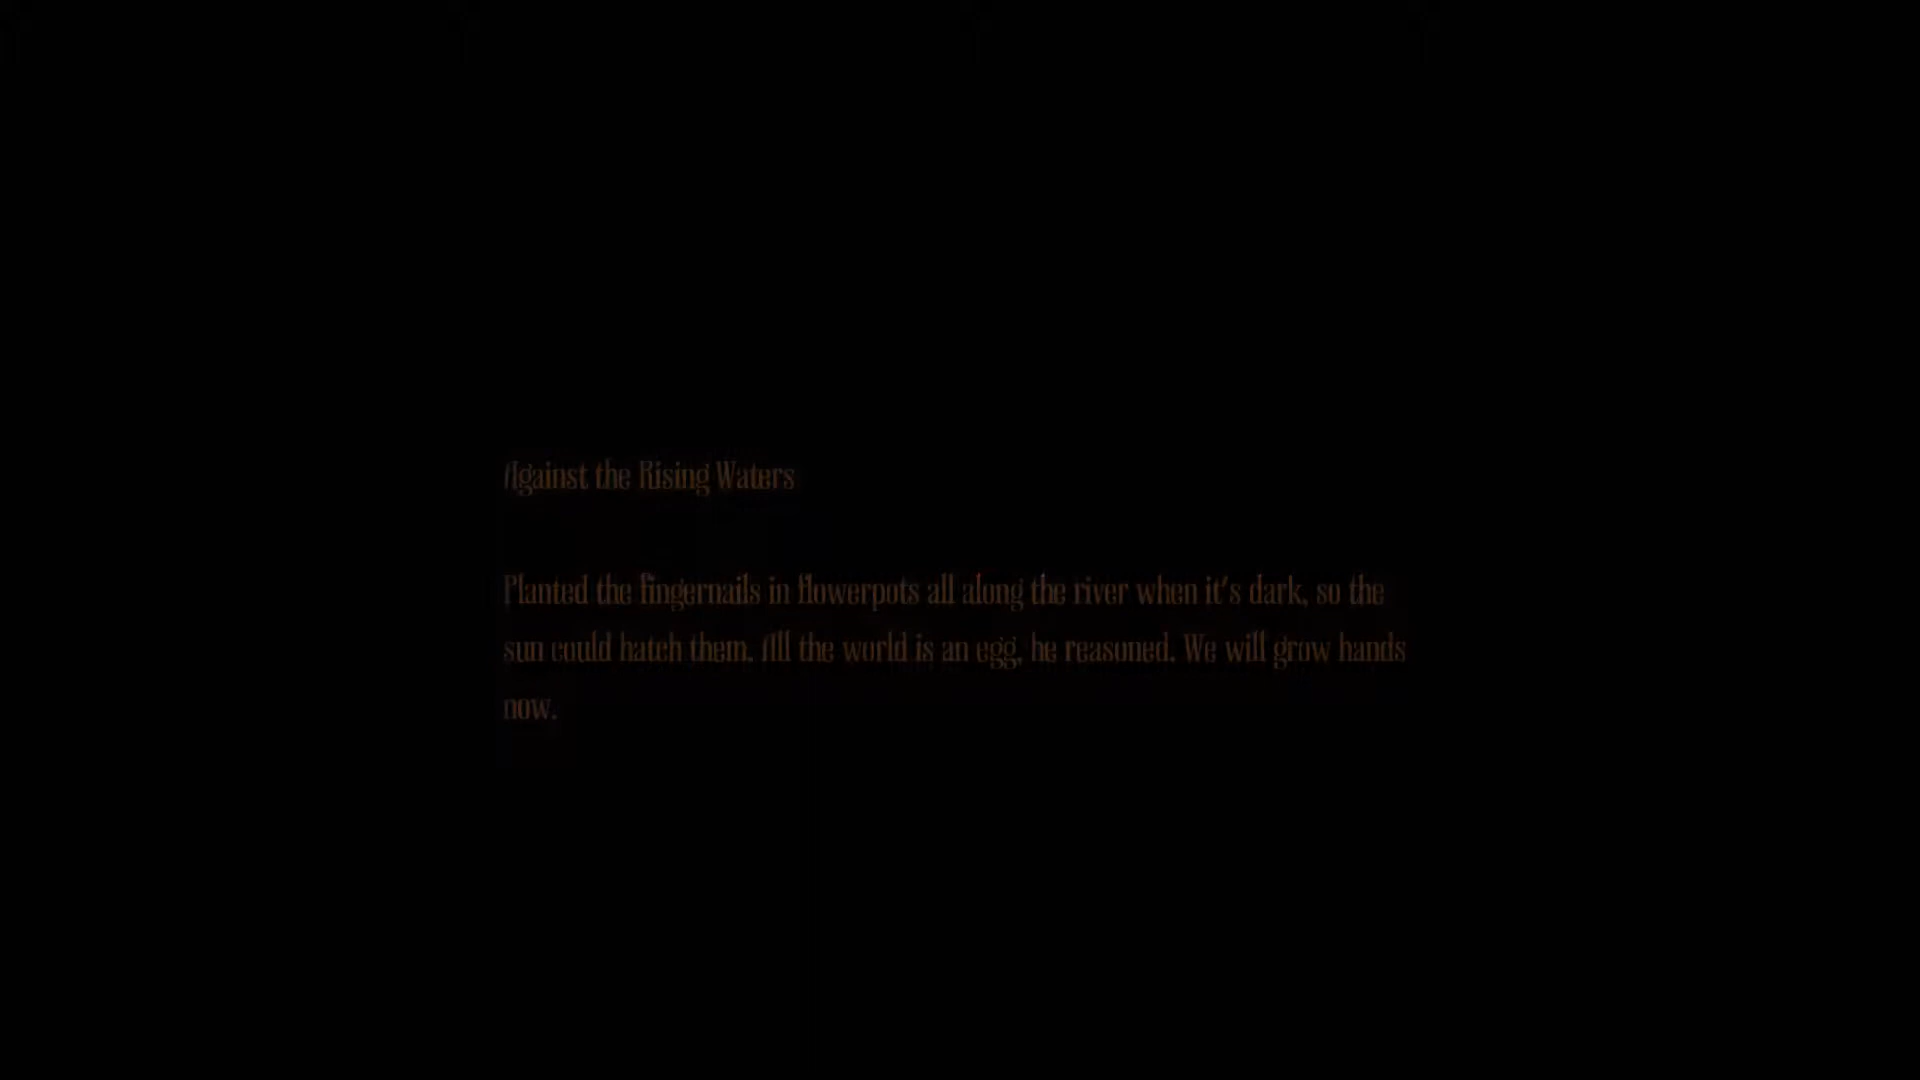 Against the Rising Waters
Planted the fingernails in flowerpots all along the river when it's dark, so the
sun could hatch them. All the world is an egg, he reasoned. We will grow hands
now.